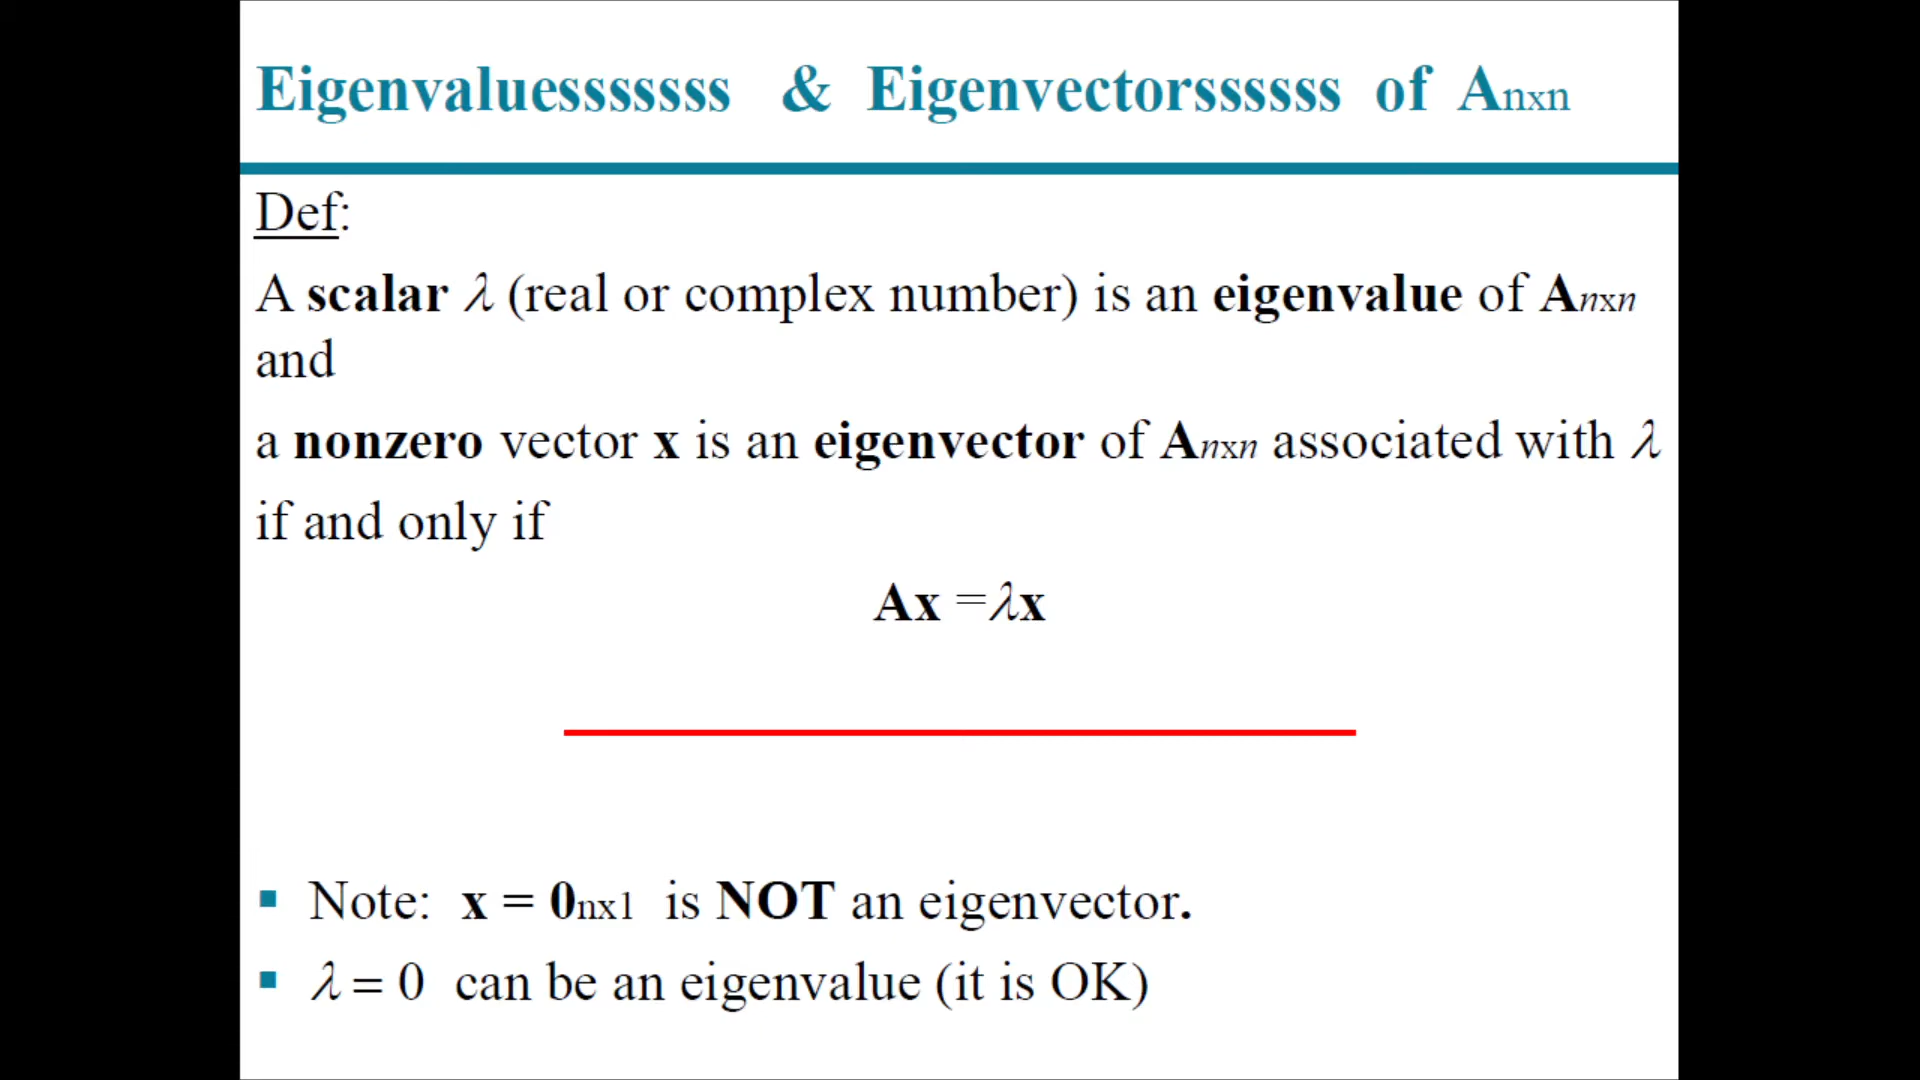 Eigenvaluesssssss & Eigenvectorssssss of Anxn
Def:
A scalar λ (real or complex number) is an eigenvalue of Anxn
and
a nonzero vector x is an eigenvector of Anxn associated with λ
if and only if
Ax =λx
▪ Note: x = 0nx1 is NOT an eigenvector.
▪ λ = 0 can be an eigenvalue (it is OK)